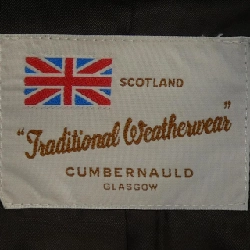 SCOTLAND
"Traditional Weatherwear"
CUMBERNAULD
GLASGOW